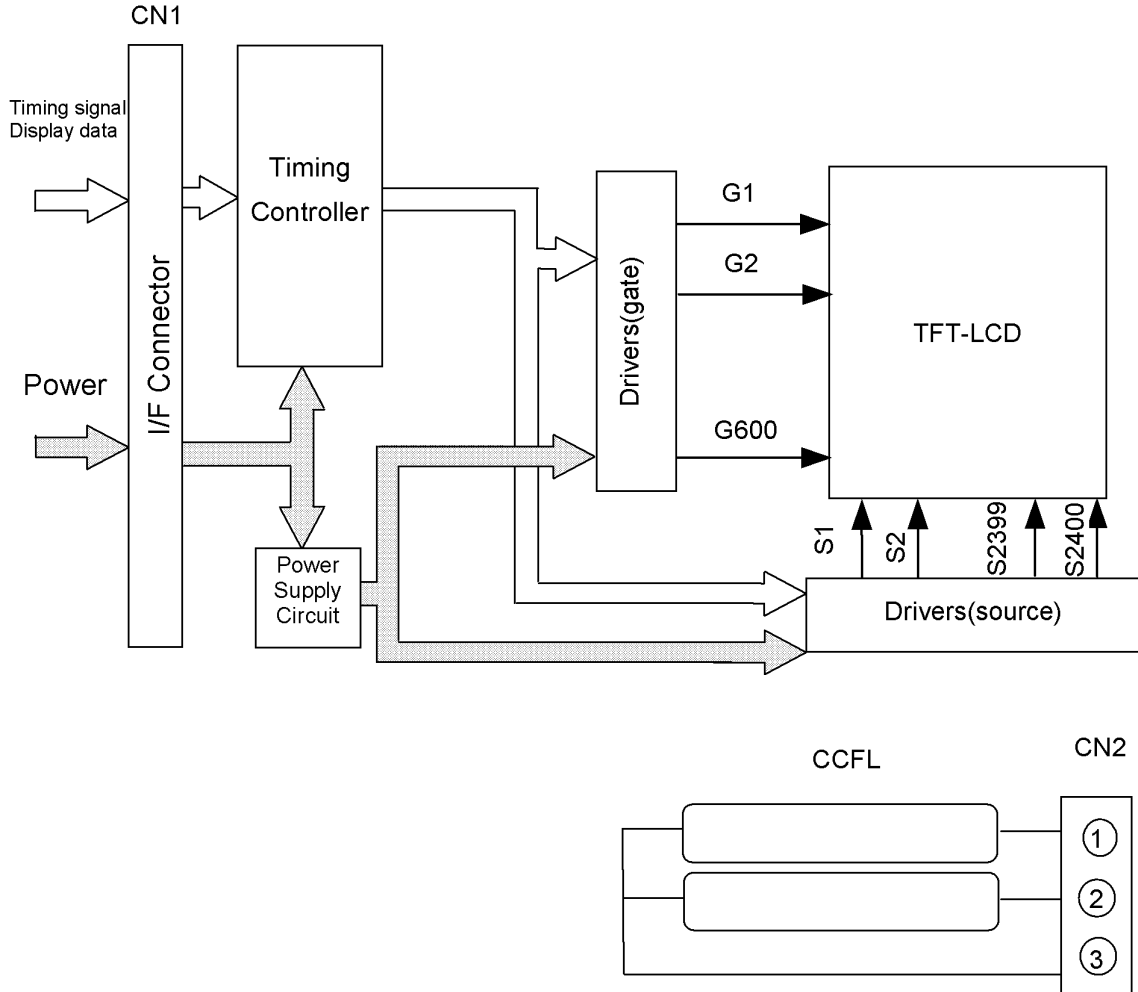 CN1
Timing signal
Display data
Power
I/F Connector
Timing
Controller
Power
Supply
Circuit
Drivers(gate)
G1
G2
G600
TFT-LCD
S1
S2
S2399
S2400
Drivers(source)
CCFL
CN2
1
2
3